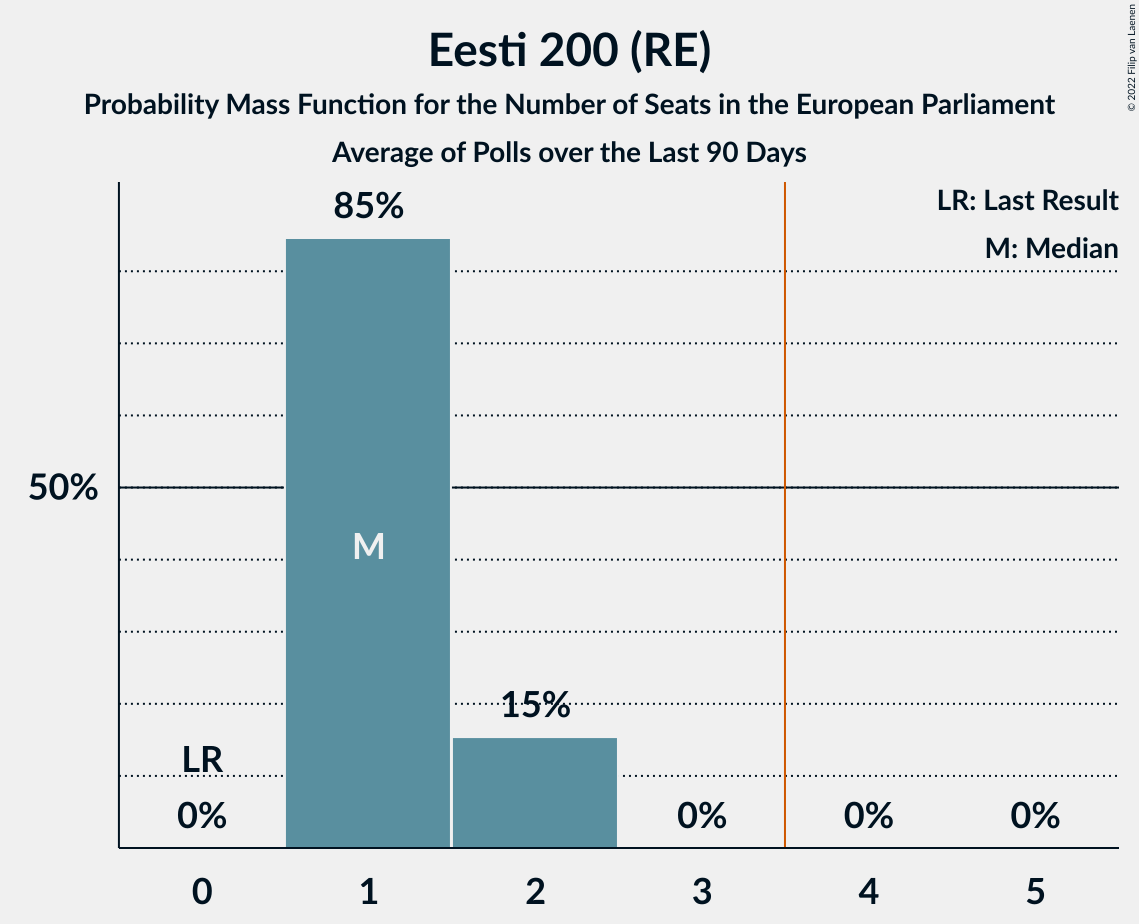 Eesti 200 (RE)
Probability Mass Function for the Number of Seats in the European Parliament
Average of Polls over the Last 90 Days
© 2022 Filip van Laenen
LR: Last Result
M: Median
85%
50%
M
15%
LR
0%
0%
0%
0%
0
1
2
3
4
5